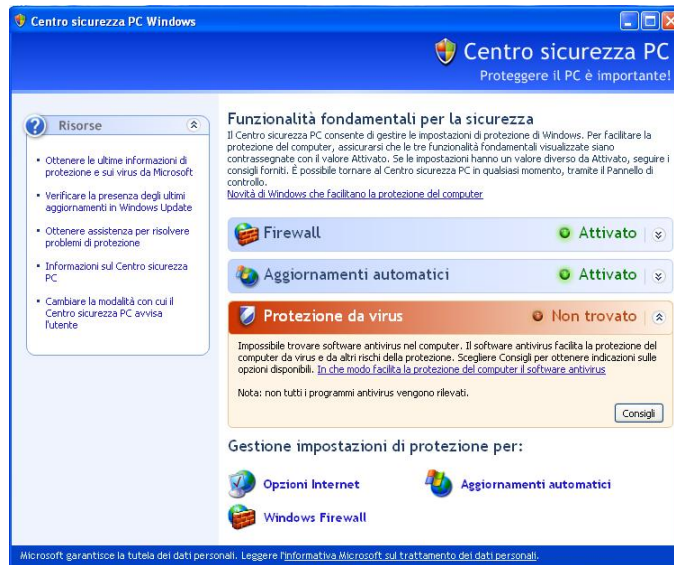 Centro sicurezza PC Windows
Centro sicurezza PC
Proteggere il PC è importante!
Risorse
Ottenere le ultime informazioni di
protezione e sui virus da Microsoft
Verificare la presenza degli ultimi
aggiornamenti in Windows Update
Ottenere assistenza per risolvere
problemi di protezione
Informazioni sul Centro sicurezza
PC
Cambiare la modalità con cui il
Centro sicurezza PC avvisa
l'utente
Funzionalità fondamentali per la sicurezza
Il Centro sicurezza PC consente di gestire le impostazioni di protezione di Windows. Per facilitare la
protezione del computer, assicurarsi che le tre funzionalità fondamentali visualizzate siano
contrassegnate con il valore Attivato. Se le impostazioni hanno un valore diverso da Attivato, seguire i
consigli forniti. È possibile tornare al Centro sicurezza PC in qualsiasi momento, tramite il Pannello di
controllo.
Novità di Windows che facilitano la protezione del computer
Firewall Attivato
Aggiornamenti automatici Attivato
Protezione da virus Non trovato
Impossibile trovare software antivirus nel computer. Il software antivirus facilita la protezione del
computer da virus e da altri rischi della protezione. Scegliere Consigli per ottenere indicazioni sulle
opzioni disponibili. In che modo facilita la protezione del computer il software antivirus
Nota: non tutti i programmi antivirus vengono rilevati.
Consigli
Gestione impostazioni di protezione per:
Opzioni Internet Aggiornamenti automatici
Windows Firewall
Microsoft garantisce la tutela dei dati personali. Leggere l'informativa Microsoft sul trattamento dei dati personali.